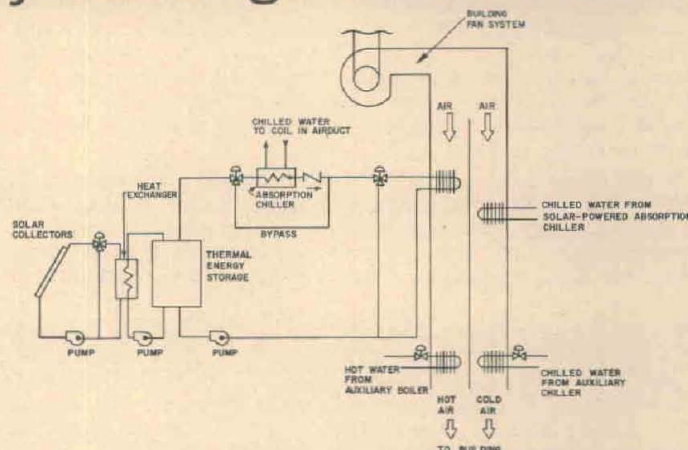 BUILDING
FAN SYSTEM
AIR
AIR
CHILLED WATER
TO COIL IN AIRDUCT
HEAT
EXCHANGER
ABSORPTION
CHILLER
BYPASS
SOLAR
COLLECTORS
THERMAL
ENERGY
STORAGE
CHILLED WATER FROM
SOLAR-POWERED ABSORPTION
CHILLER
PUMP
PUMP
PUMP
HOT WATER
FROM
AUXILIARY BOILER
CHILLED WATER
FROM AUXILIARY
CHILLER
HOT
AIR
COLD
AIR
TO BUILDING